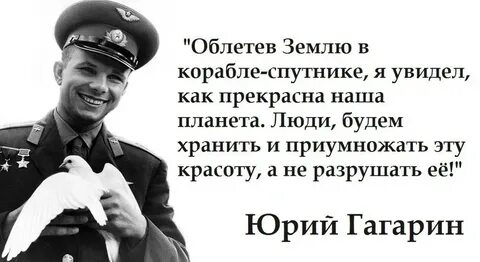 "Облетев Землю в
корабле-спутнике, я увидел,
как прекрасна наша
планета. Люди, будем
хранить и приумножать эту
красоту, а не разрушать её!"
Юрий Гагарин